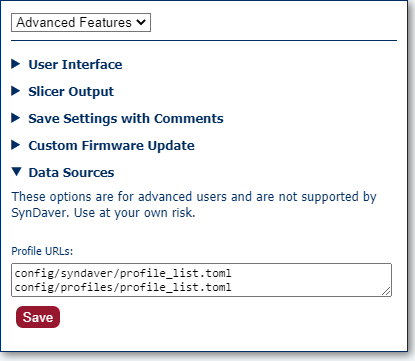 Advanced Features
User Interface
Slicer Output
Save Settings with Comments
Custom Firmware Update
Data Sources
These options are for advanced users and are not supported by
SynDaver. Use at your own risk.
Profile URLs:
config/syndaver/profile_list.toml
config/profiles/profile_list.toml
Save